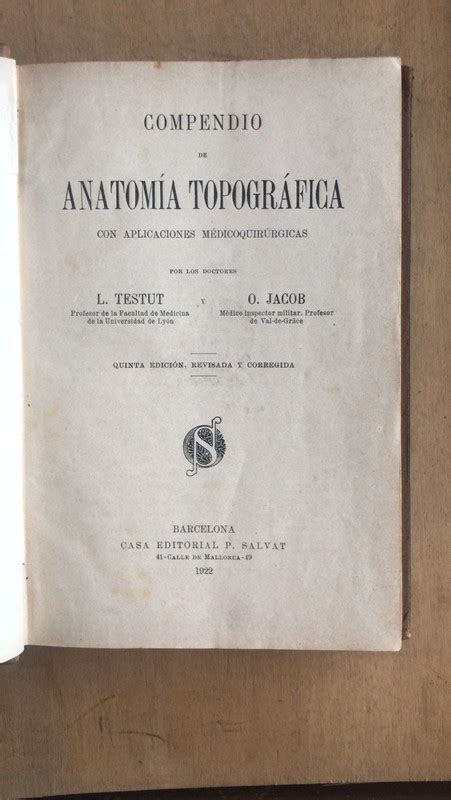 COMPENDIO
DE
ANATOMÍA TOPOGRÁFICA
CON APLICACIONES MÉDICOQUIRÚRGICAS
POR LOS DOCTORES
L. TESTUT Y O. JACOB
Profesor de la Facultad de Medicina
de la Universidad de Lyón
Médico inspector militar. Profesor
de Val-de-Grâce
QUINTA EDICIÓN, REVISADA Y CORREGIDA
BARCELONA
CASA EDITORIAL P. SALVAT
41-CALLE DE MALLORCA-49
1922